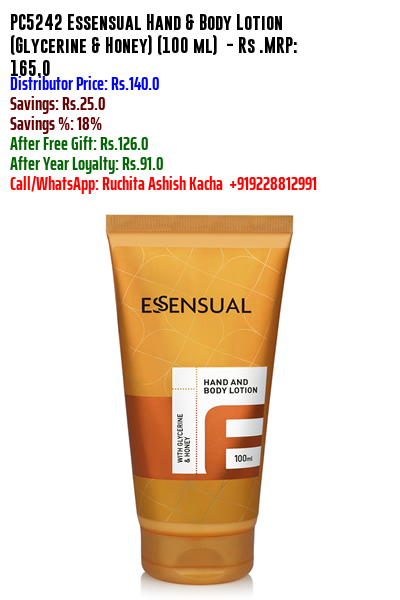 PC5242 Essensual Hand & Body Lotion
(Glycerine & Honey) (100 ml) - Rs .MRP:
165.0
Distributor Price: Rs.140.0
Savings: Rs.25.0
Savings %: 18%
After Free Gift: Rs.126.0
After Year Loyalty: Rs.91.0
Call/WhatsApp: Ruchita Ashish Kacha +919228812991
ESSENSUAL
HAND AND
BODY LOTION
WITH GLYCERINE
& HONEY
100ml